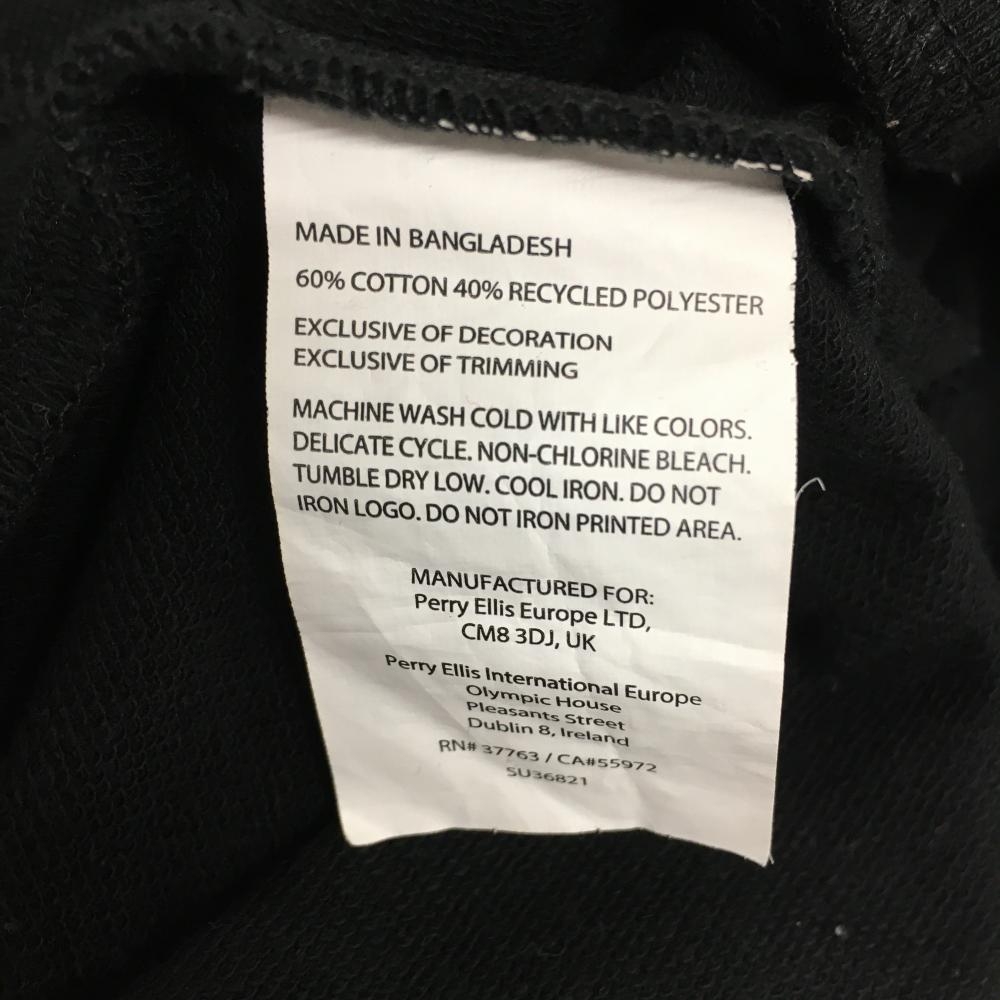 MADE IN BANGLADESH
60% COTTON 40% RECYCLED POLYESTER
EXCLUSIVE OF DECORATION
EXCLUSIVE OF TRIMMING
MACHINE WASH COLD WITH LIKE COLORS.
DELICATE CYCLE. NON-CHLORINE BLEACH.
TUMBLE DRY LOW. COOL IRON. DO NOT
IRON LOGO. DO NOT IRON PRINTED AREA.
MANUFACTURED FOR:
Perry Ellis Europe LTD,
CM8 3DJ, UK
Perry Ellis International Europe
Olympic House
Pleasants Street
Dublin 8, Ireland
RN# 37763 / CA#55972
SU36821